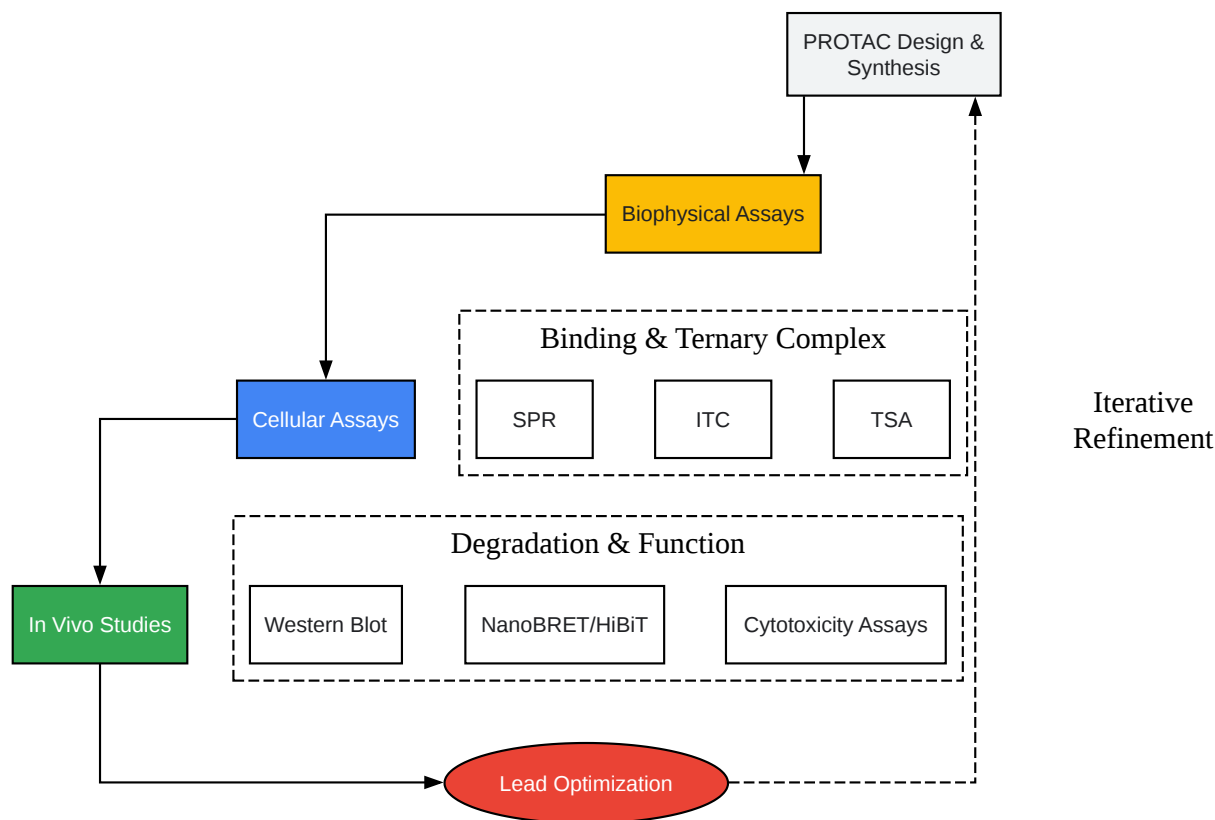 PROTAC Design &
Synthesis
Biophysical Assays
Binding & Ternary Complex
Cellular Assays
SPR
ITC
TSA
Iterative
Refinement
Degradation & Function
In Vivo Studies
Western Blot
NanoBRET/HiBiT
Cytotoxicity Assays
Lead Optimization